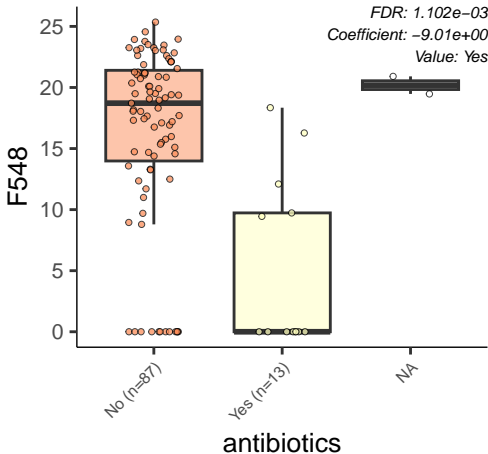 FDR: 1.102e−03
Coefficient: −9.01e+00
Value: Yes
F548
25
20
15
10
5
0
No (n=87)
Yes (n=13)
NA
antibiotics